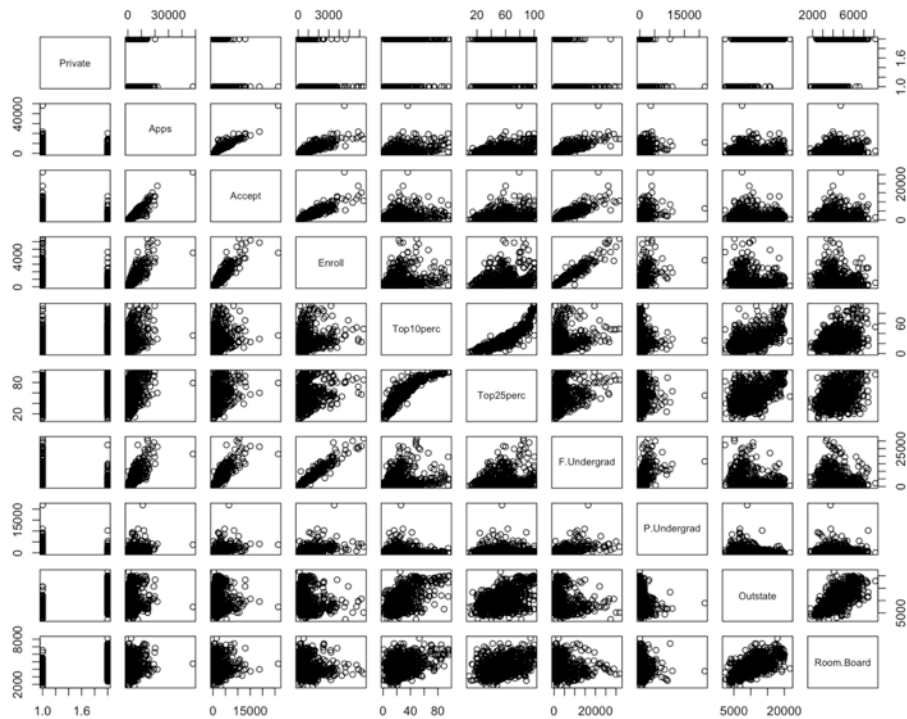 0 30000 0 3000 20 60 100 0 15000 2000 6000
Private 1.0 1.6
0 40000 Apps
Accept 0 20000
0 4000 Enroll
Top10perc 0 60
20 80 Top25perc
F.Undergrad 0 25000
0 15000 P.Undergrad
Outstate 5000
2000 8000 Room.Board
1.0 1.6 0 15000 0 40 80 0 20000 5000 20000